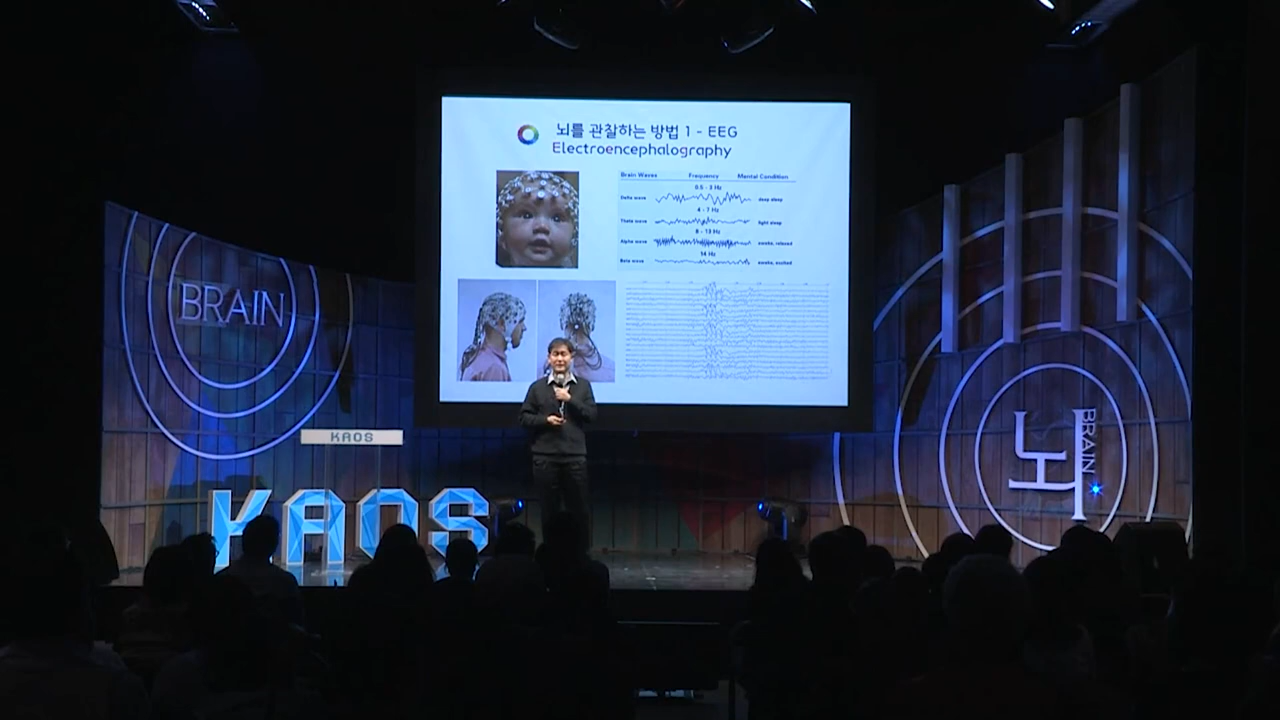 뇌를 관찰하는 방법 1 - EEG
Electroencephalography
Brain Waves Frequency Mental Condition
0.5 - 3 Hz
Delta wave deep sleep
4 - 7 Hz
Theta wave light sleep
8 - 13 Hz
Alpha wave awake, relaxed
14 Hz
Beta wave awake, excited
BRAIN
KAOS
KAOS
뇌
BRAIN